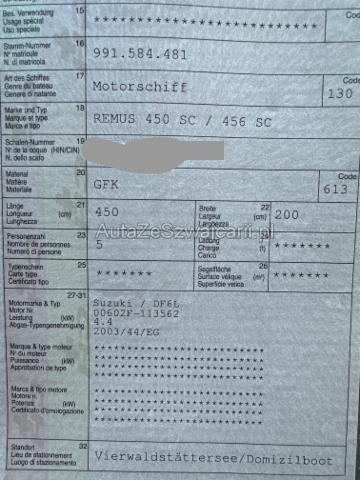 Bes. Verwendung 15
Usage spécial
Uso speciale
*************************
Cod
Stamm-Nummer 16
N° matricule
N. di matricola
991.584.481
Art des Schiffes 17
Genre du bateau
Genere di natante
Motorschiff
Code
130
Marke und Typ 18
Marque et type
Marca e tipo
REMUS 450 SC / 456 SC
Schalen-Nummer 19
N° de la coque (HIN/CIN)
N. dello scafo
Material 20
Matière
Materiale
GFK
Code
613
Länge 21
Longueur (cm)
Lunghezza
450
Breite 22
Largeur (cm)
Larghezza
200
Personenzahl 23
Nombre de personnes
Numero di persone
5
Ladung
Charge (t)
Carico
*******
AutaZeSzwajcarii.pl
Typenschein 25
Carte type
Certificato tipo
*******
Segelfläche 26
Surface vélique (m²)
Superficie velica
*******
27-31
Motormarke & Typ
Motor Nr.
Leistung (kW)
Abgas-Typengenehmigung
Suzuki / DF6L
00602F-113562
4.4
2003/44/EG
Marque & type moteur
N° du moteur
Puissance (kW)
Approbation de type
*********************
*********************
*********************
*********************
Marca & tipo motore
Motore n.
Potenza (kW)
Certificato d'omologazione
*********************
*********************
*********************
*********************
Standort 32
Lieu de stationnement
Luogo di stazionamento
Vierwaldstättersee/Domizilboot